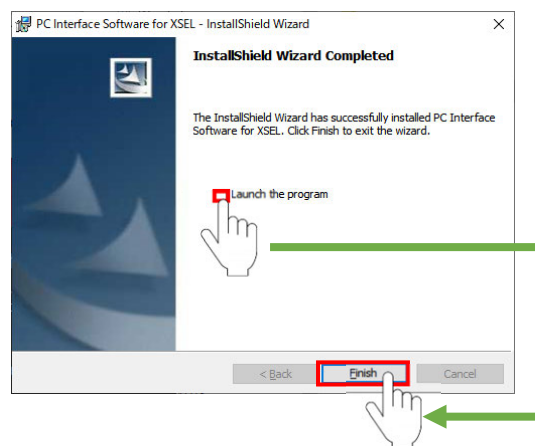 PC Interface Software for XSEL - InstallShield Wizard
InstallShield Wizard Completed
The InstallShield Wizard has successfully installed PC Interface
Software for XSEL. Click Finish to exit the wizard.
Launch the program
< Back Finish Cancel